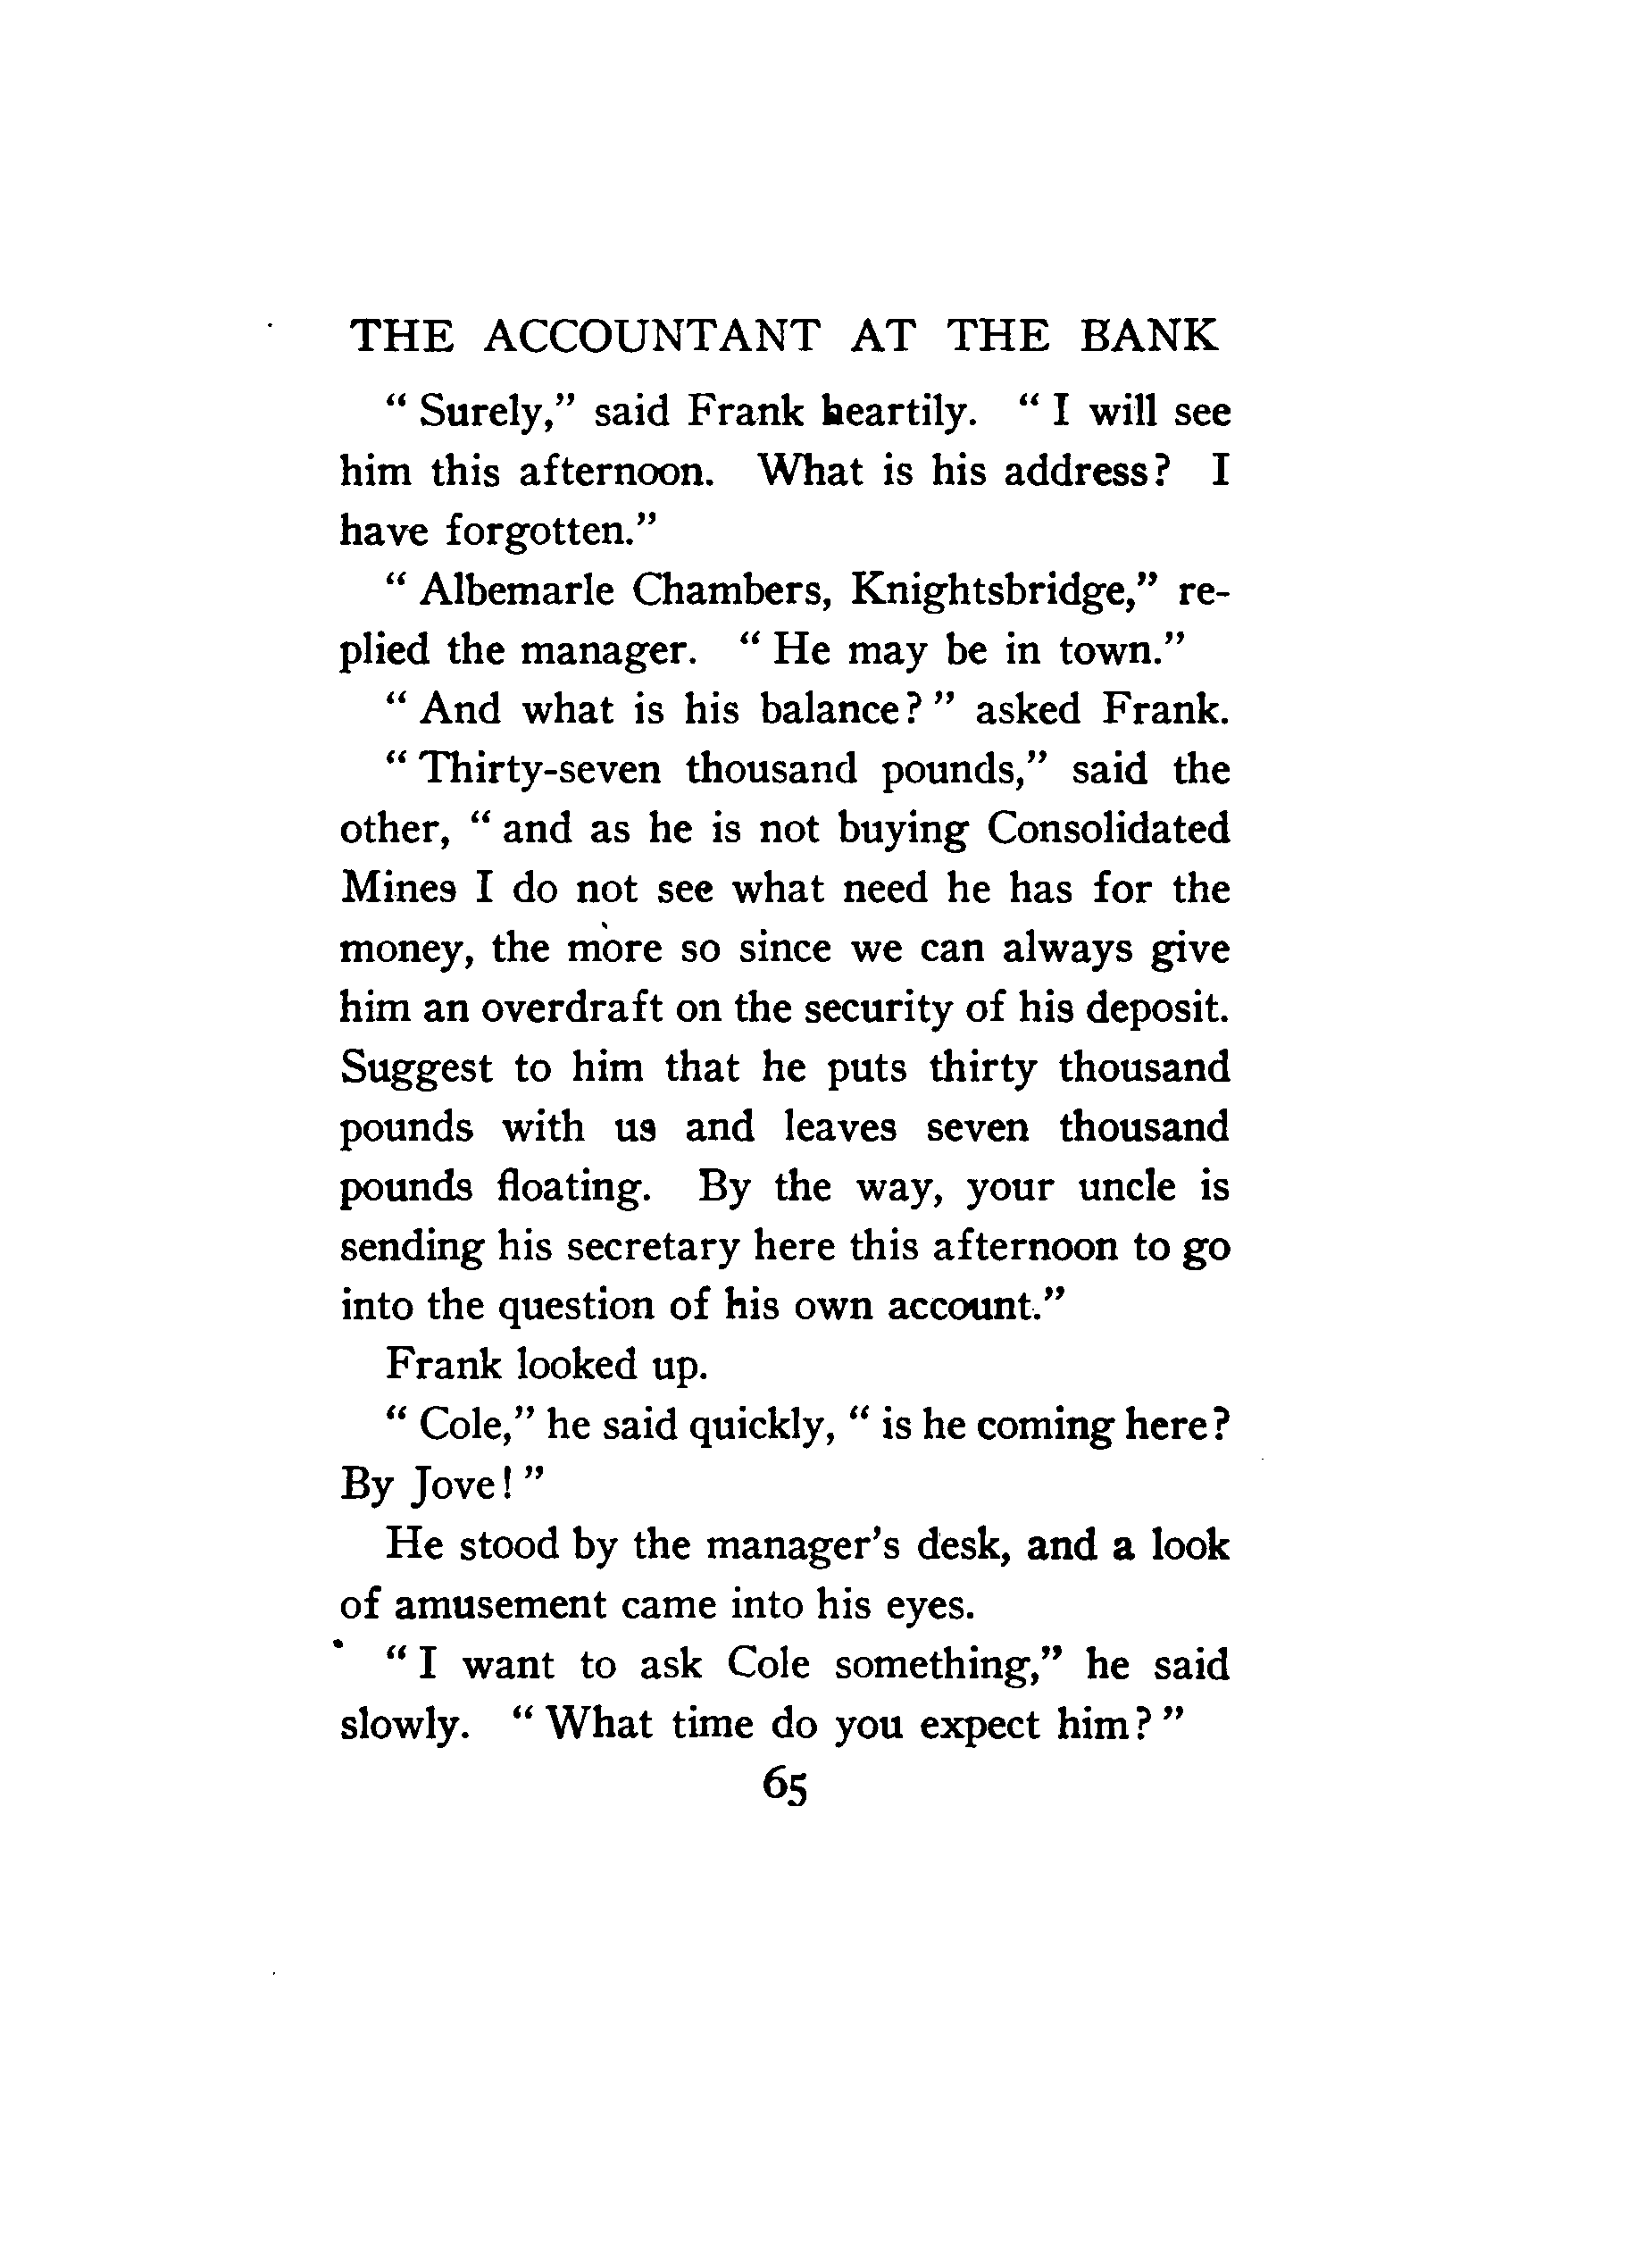 THE ACCOUNTANT AT THE BANK
“ Surely,” said Frank heartily. “ I will see
him this afternoon. What is his address? I
have forgotten.”
“ Albemarle Chambers, Knightsbridge,” re-
plied the manager. “ He may be in town.”
“ And what is his balance? ” asked Frank.
“ Thirty-seven thousand pounds,” said the
other, “ and as he is not buying Consolidated
Mines I do not see what need he has for the
money, the more so since we can always give
him an overdraft on the security of his deposit.
Suggest to him that he puts thirty thousand
pounds with us and leaves seven thousand
pounds floating. By the way, your uncle is
sending his secretary here this afternoon to go
into the question of his own account.”
Frank looked up.
“ Cole,” he said quickly, “ is he coming here?
By Jove! ”
He stood by the manager’s desk, and a look
of amusement came into his eyes.
“ I want to ask Cole something,” he said
slowly. “ What time do you expect him? ”
65